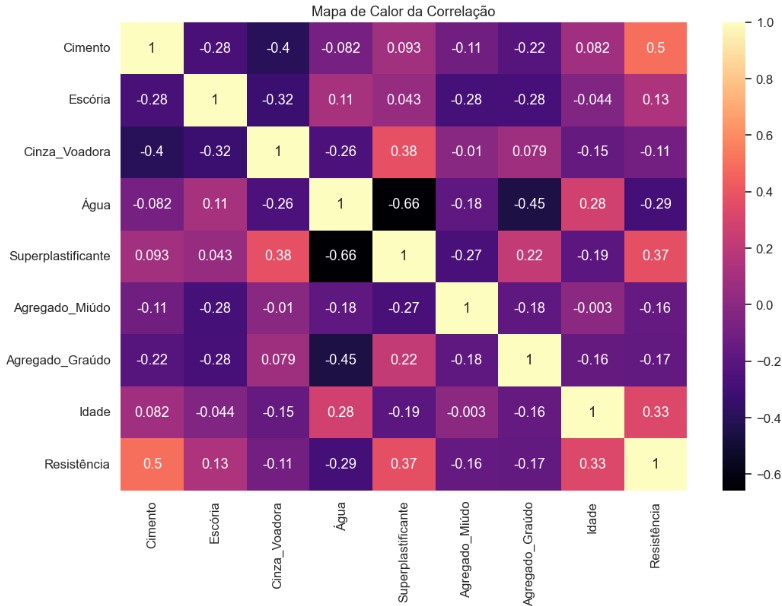 Mapa de Calor da Correlação
Cimento 1 -0.28 -0.4 -0.082 0.093 -0.11 -0.22 0.082 0.5
Escória -0.28 1 -0.32 0.11 0.043 -0.28 -0.28 -0.044 0.13
Cinza_Voadora -0.4 -0.32 1 -0.26 0.38 -0.01 0.079 -0.15 -0.11
Água -0.082 0.11 -0.26 1 -0.66 -0.18 -0.45 0.28 -0.29
Superplastificante 0.093 0.043 0.38 -0.66 1 -0.27 0.22 -0.19 0.37
Agregado_Miúdo -0.11 -0.28 -0.01 -0.18 -0.27 1 -0.18 -0.003 -0.16
Agregado_Graúdo -0.22 -0.28 0.079 -0.45 0.22 -0.18 1 -0.16 -0.17
Idade 0.082 -0.044 -0.15 0.28 -0.19 -0.003 -0.16 1 0.33
Resistência 0.5 0.13 -0.11 -0.29 0.37 -0.16 -0.17 0.33 1
Cimento
Escória
Cinza_Voadora
Água
Superplastificante
Agregado_Miúdo
Agregado_Graúdo
Idade
Resistência
1.0
0.8
0.6
0.4
0.2
0.0
-0.2
-0.4
-0.6